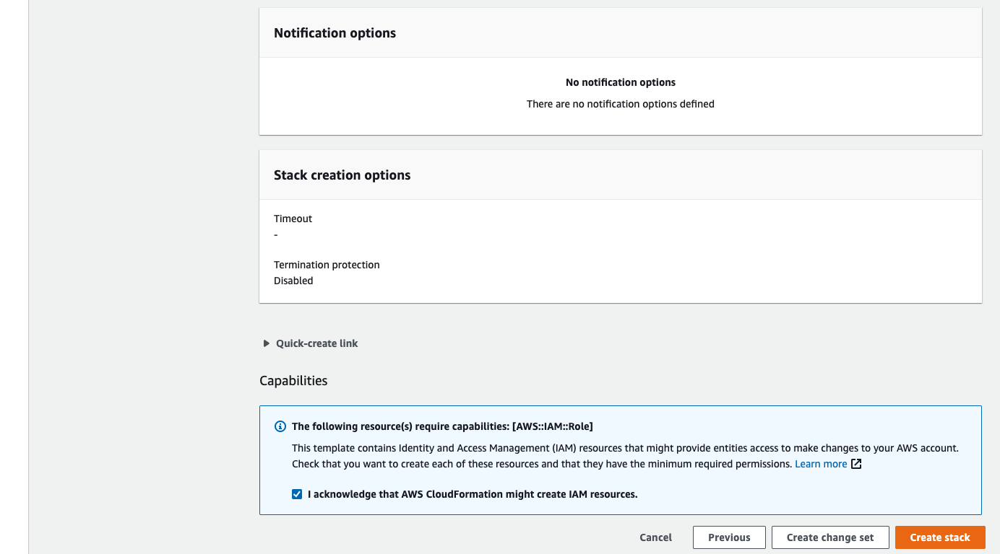 Notification options
No notification options
There are no notification options defined
Stack creation options
Timeout
-
Termination protection
Disabled
Quick-create link
Capabilities
The following resource(s) require capabilities: [AWS::IAM::Role]
This template contains Identity and Access Management (IAM) resources that might provide entities access to make changes to your AWS account.
Check that you want to create each of these resources and that they have the minimum required permissions. Learn more
I acknowledge that AWS CloudFormation might create IAM resources.
Cancel Previous Create change set Create stack